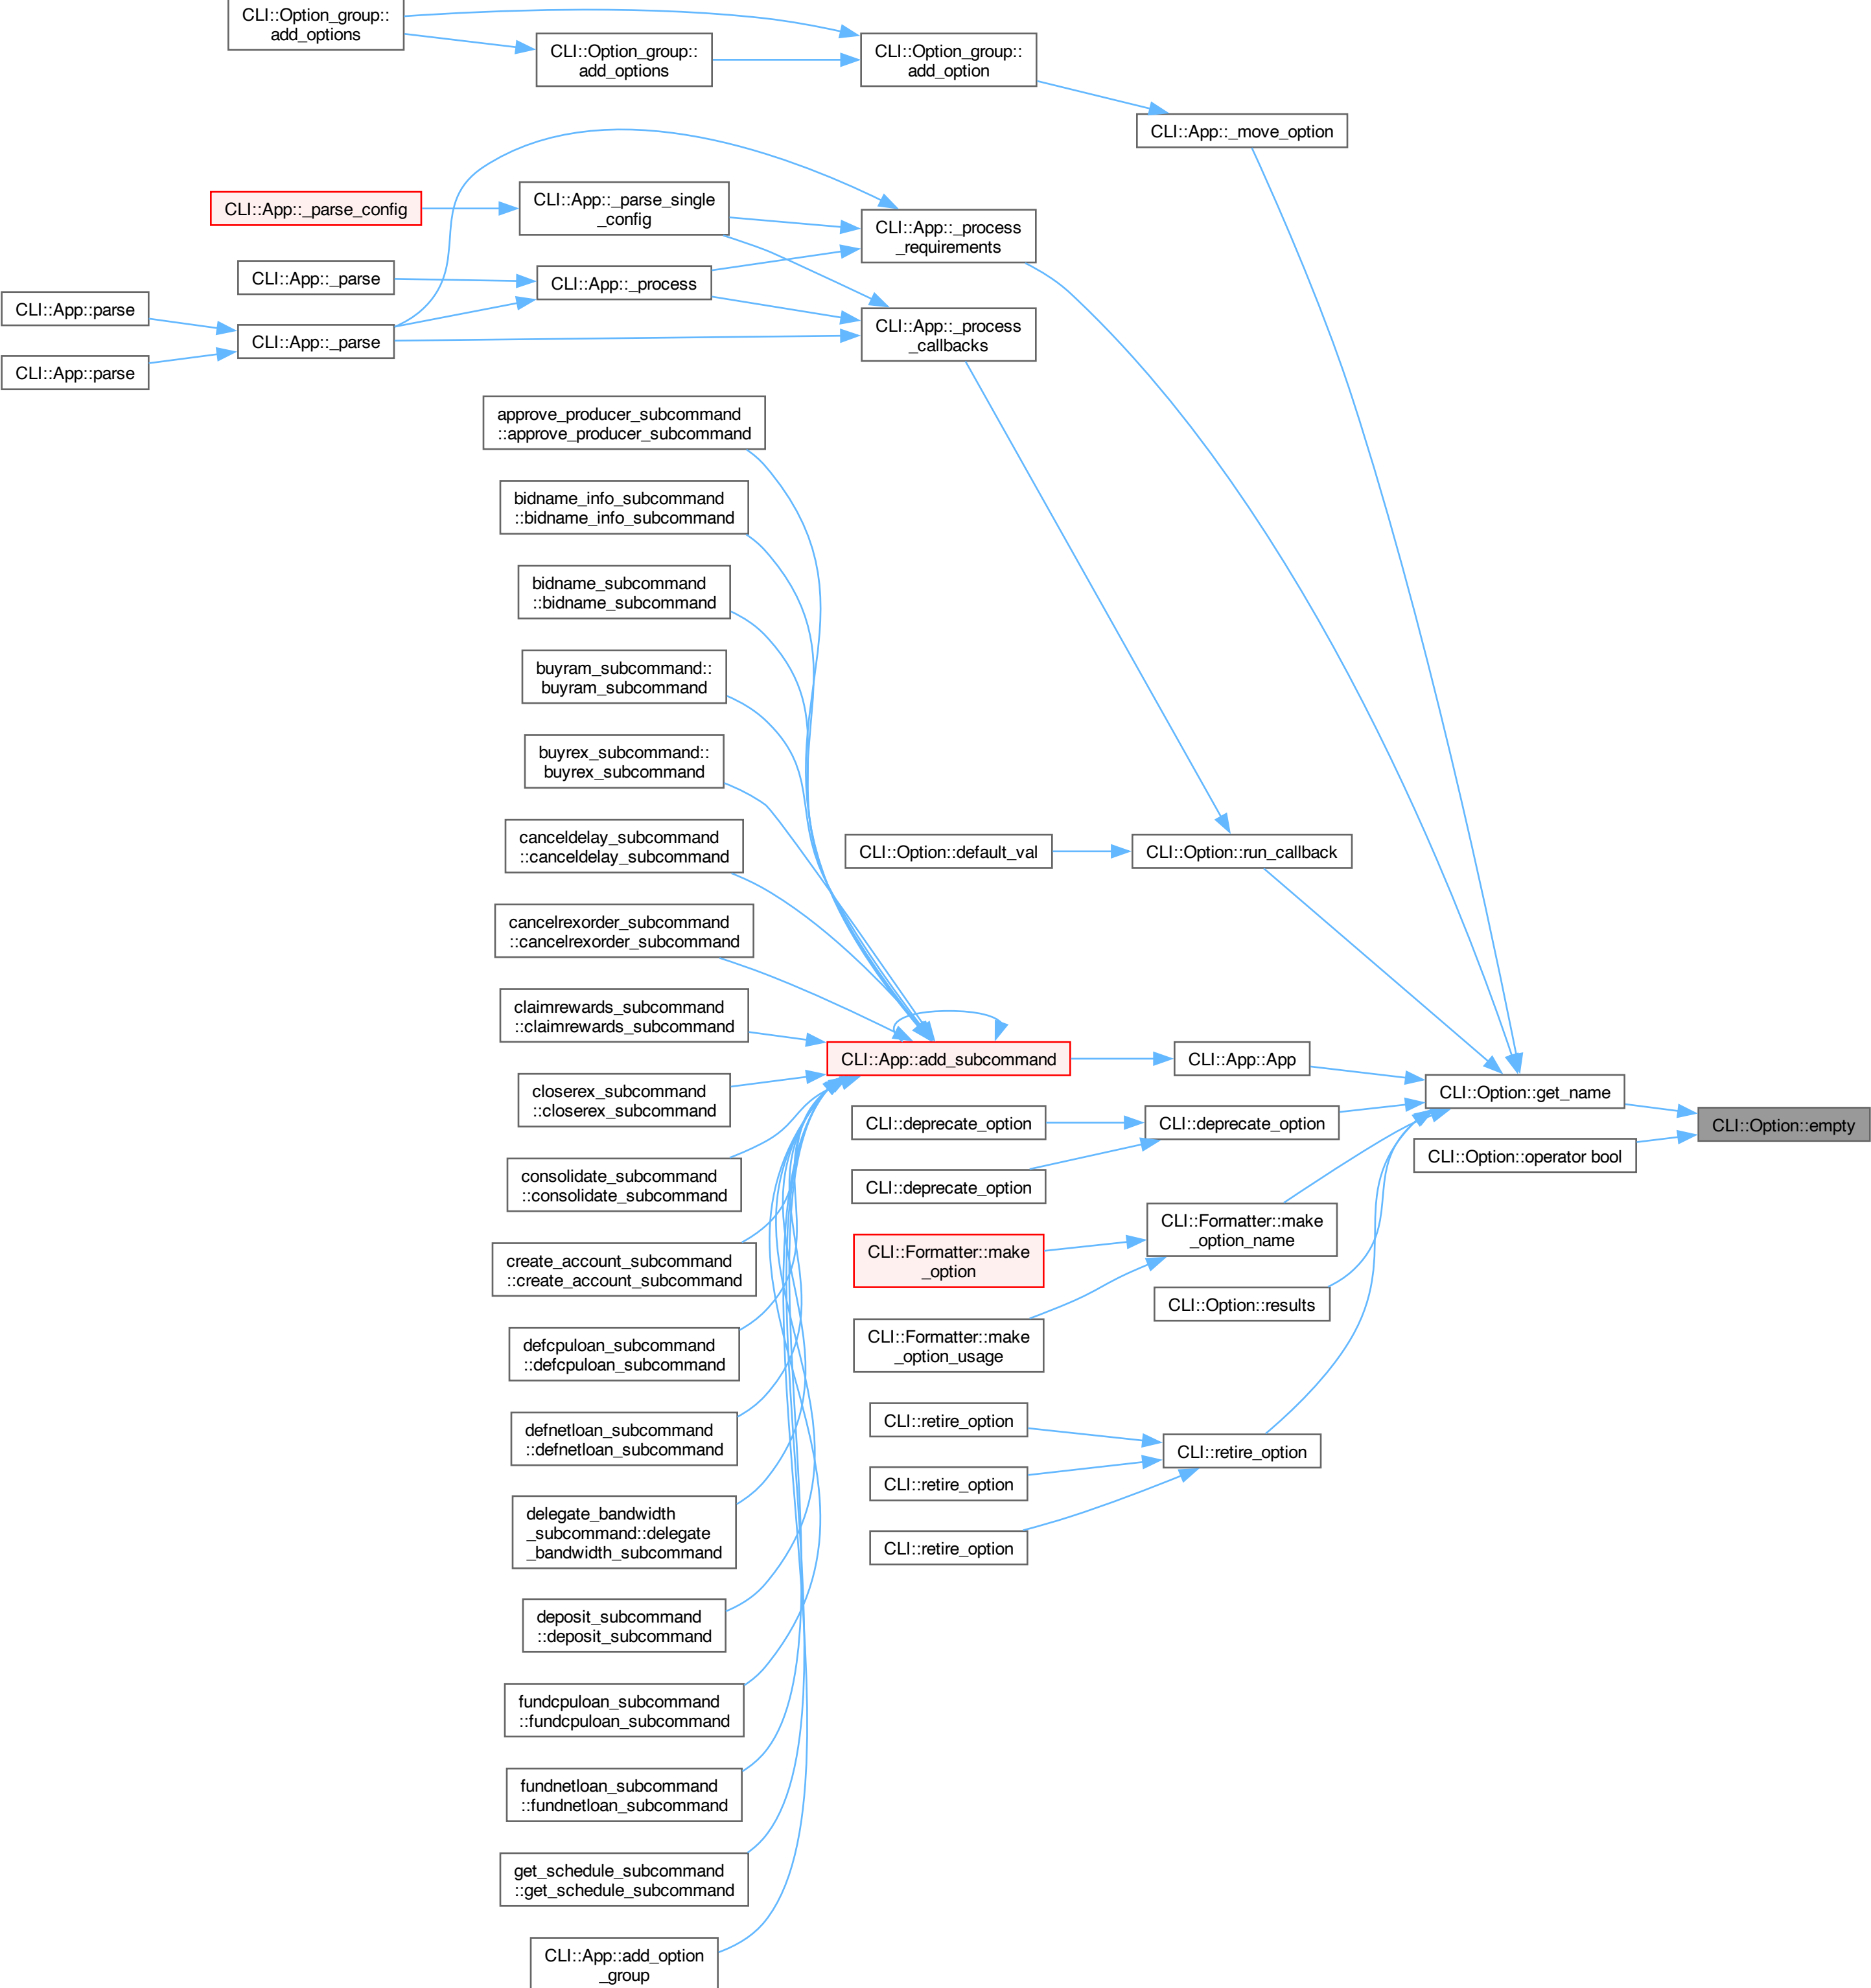 CLI::Option_group::
add_options
CLI::Option_group::
add_options
CLI::Option_group::
add_option
CLI::App::_move_option
CLI::App::_parse_config
CLI::App::_parse_single
_config
CLI::App::_process
_requirements
CLI::App::_parse
CLI::App::_process
CLI::App::parse
CLI::App::_parse
CLI::App::parse
CLI::App::_process
_callbacks
approve_producer_subcommand
::approve_producer_subcommand
bidname_info_subcommand
::bidname_info_subcommand
bidname_subcommand
::bidname_subcommand
buyram_subcommand::
buyram_subcommand
buyrex_subcommand::
buyrex_subcommand
canceldelay_subcommand
::canceldelay_subcommand
CLI::Option::default_val
CLI::Option::run_callback
cancelrexorder_subcommand
::cancelrexorder_subcommand
claimrewards_subcommand
::claimrewards_subcommand
CLI::App::add_subcommand
CLI::App::App
closerex_subcommand
::closerex_subcommand
CLI::Option::get_name
CLI::Option::empty
CLI::deprecate_option
CLI::deprecate_option
CLI::Option::operator bool
consolidate_subcommand
::consolidate_subcommand
CLI::deprecate_option
CLI::Formatter::make
_option_name
create_account_subcommand
::create_account_subcommand
CLI::Formatter::make
_option
CLI::Option::results
defcpuloan_subcommand
::defcpuloan_subcommand
CLI::Formatter::make
_option_usage
defnetloan_subcommand
::defnetloan_subcommand
CLI::retire_option
CLI::retire_option
CLI::retire_option
delegate_bandwidth
_subcommand::delegate
_bandwidth_subcommand
CLI::retire_option
deposit_subcommand
::deposit_subcommand
fundcpuloan_subcommand
::fundcpuloan_subcommand
fundnetloan_subcommand
::fundnetloan_subcommand
get_schedule_subcommand
::get_schedule_subcommand
CLI::App::add_option
_group